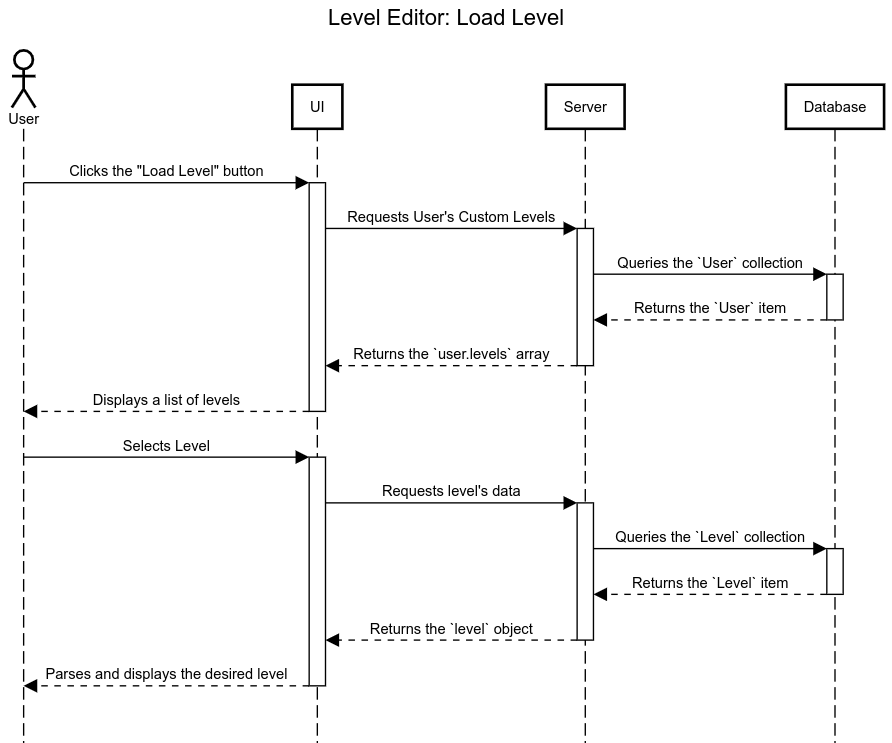 Level Editor: Load Level
User
UI
Server
Database
Clicks the "Load Level" button
Requests User's Custom Levels
Queries the `User` collection
Returns the `User` item
Returns the `user.levels` array
Displays a list of levels
Selects Level
Requests level's data
Queries the `Level` collection
Returns the `Level` item
Returns the `level` object
Parses and displays the desired level